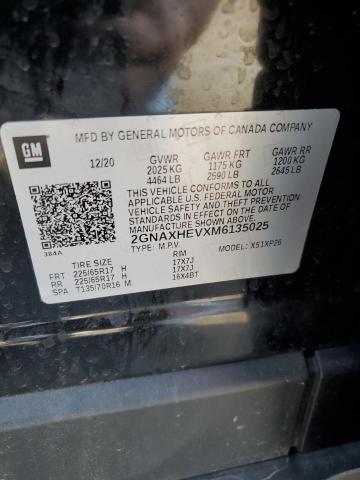 GM
MFD BY GENERAL MOTORS OF CANADA COMPANY
12/20 GVWR GAWR FRT GAWR RR
2025 KG 1175 KG 1200 KG
4464 LB 2590 LB 2645 LB
THIS VEHICLE CONFORMS TO ALL
APPLICABLE U.S. FEDERAL MOTOR
VEHICLE SAFETY, BUMPER, AND THEFT
PREVENTION STANDARDS IN EFFECT ON
THE DATE OF MANUFACTURE SHOWN ABOVE.
2GNAXHEVXM6135025
384A TYPE: M.P.V. MODEL: X51XP26
TIRE SIZE RIM
FRT 225/65R17 H 17X7J
RR 225/65R17 H 17X7J
SPA T135/70R16 M 16X4BT